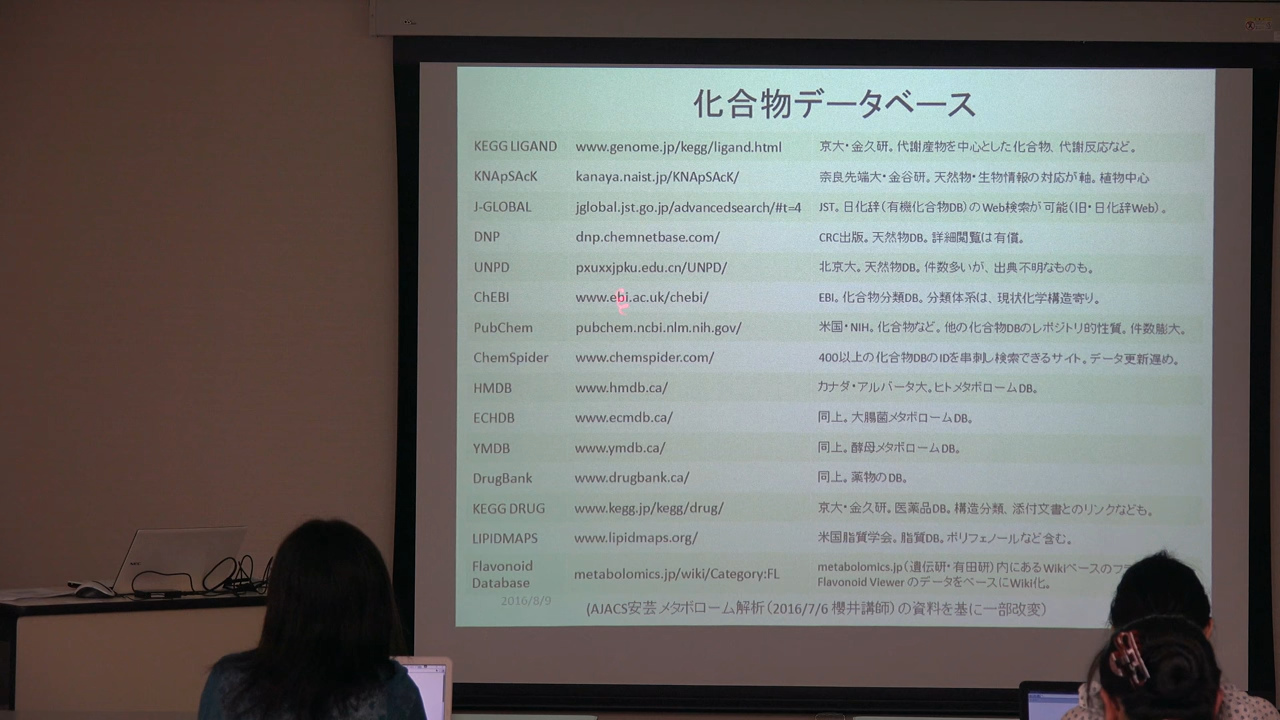 化合物データベース
KEGG LIGAND www.genome.jp/kegg/ligand.html 京大・金久研。代謝産物を中心とした化合物、代謝反応など。
KNApSAcK kanaya.naist.jp/KNApSAcK/ 奈良先端大・金谷研。天然物・生物情報の対応が軸。植物中心
J-GLOBAL jglobal.jst.go.jp/advancedsearch/#t=4 JST。日化辞(有機化合物DB)のWeb検索が可能(旧・日化辞Web)。
DNP dnp.chemnetbase.com/ CRC出版。天然物DB。詳細閲覧は有償。
UNPD pxuxxjpku.edu.cn/UNPD/ 北京大。天然物DB。件数多いが、出典不明なものも。
ChEBI www.ebi.ac.uk/chebi/ EBI。化合物分類DB。分類体系は、現状化学構造寄り。
PubChem pubchem.ncbi.nlm.nih.gov/ 米国・NIH。化合物など。他の化合物DBのレポジトリ的性質。件数膨大。
ChemSpider www.chemspider.com/ 400以上の化合物DBのIDを串刺し検索できるサイト。データ更新遅め。
HMDB www.hmdb.ca/ カナダ・アルバータ大。ヒトメタボロームDB。
ECHDB www.ecmdb.ca/ 同上。大腸菌メタボロームDB。
YMDB www.ymdb.ca/ 同上。酵母メタボロームDB。
DrugBank www.drugbank.ca/ 同上。薬物のDB。
KEGG DRUG www.kegg.jp/kegg/drug/ 京大・金久研。医薬品DB。構造分類、添付文書とのリンクなども。
LIPIDMAPS www.lipidmaps.org/ 米国脂質学会。脂質DB。ポリフェノールなど含む。
Flavonoid Database metabolomics.jp/wiki/Category:FL metabolomics.jp(遺伝研・有田研)内にあるWikiベースのフラ
Flavonoid Viewer のデータをベースにWiki化。
2016/8/9
(AJACS安芸メタボローム解析(2016/7/6 櫻井講師)の資料を基に一部改変)